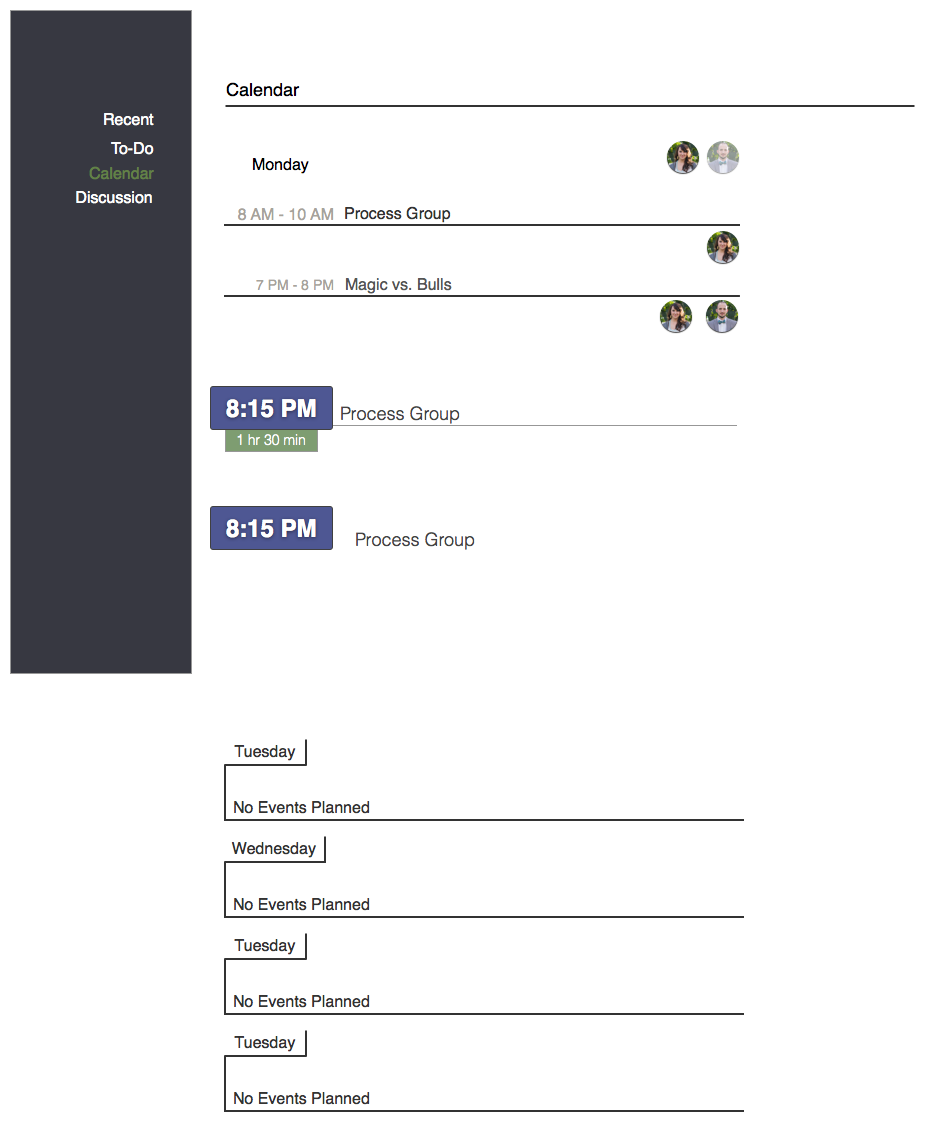 Recent
To-Do
Calendar
Discussion
Calendar
Monday
8 AM - 10 AM Process Group
7 PM - 8 PM Magic vs. Bulls
8:15 PM Process Group
1 hr 30 min
8:15 PM Process Group
Tuesday
No Events Planned
Wednesday
No Events Planned
Tuesday
No Events Planned
Tuesday
No Events Planned